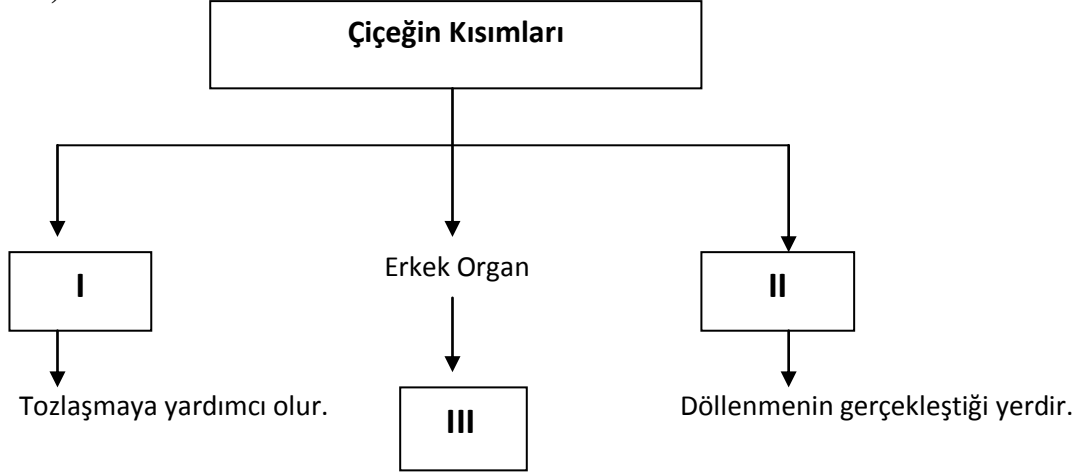 Çiçeğin Kısımları
I
Erkek Organ
II
Tozlaşmaya yardımcı olur.
III
Döllenmenin gerçekleştiği yerdir.